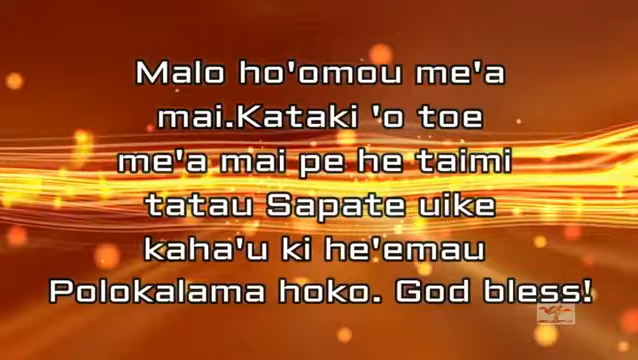 Malo ho'omou me'a
mai.Kataki 'o toe
me'a mai pe he taimi
tatau Sapate uike
kaha'u ki he'emau
Polokalama hoko. God bless!